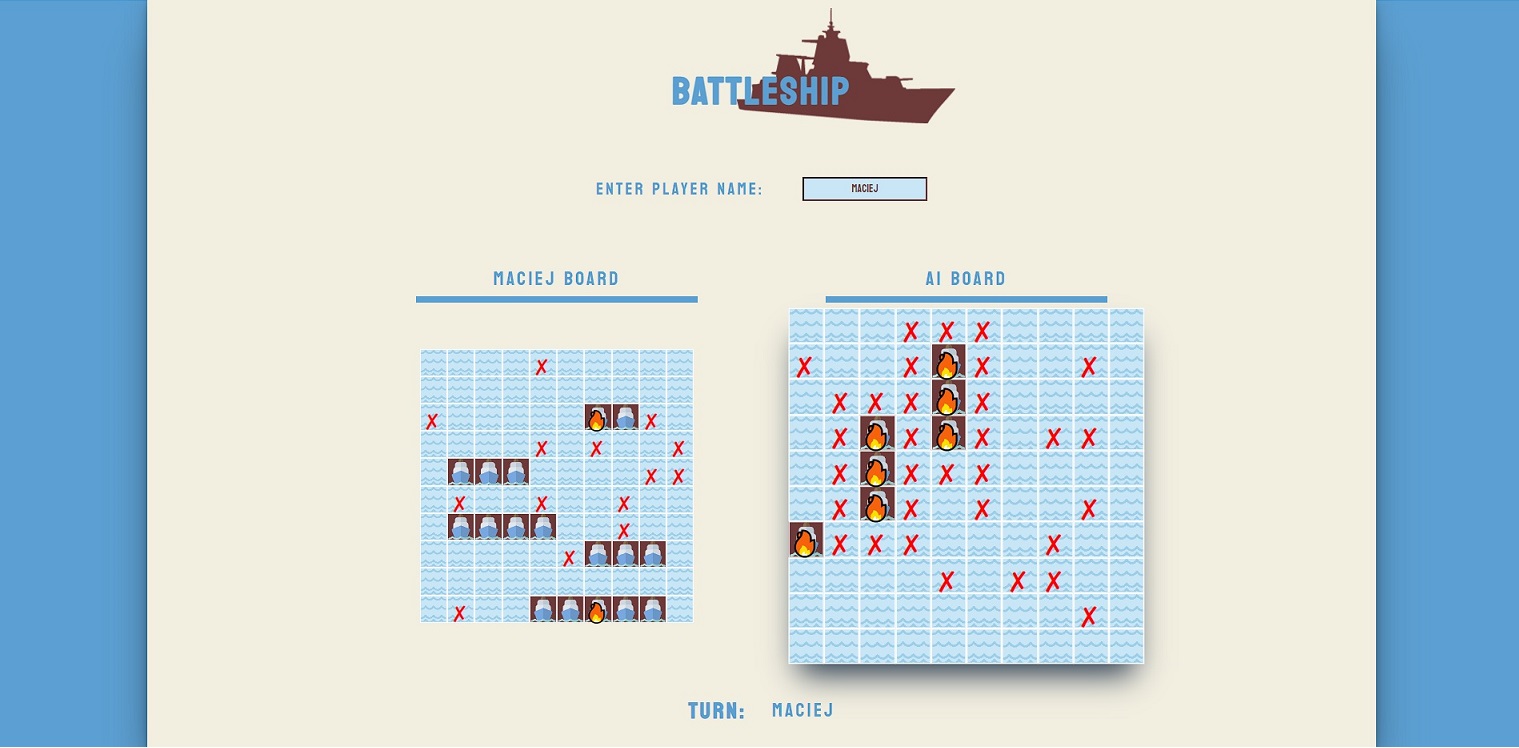 BATTLESHIP
ENTER PLAYER NAME: MACIEJ
MACIEJ BOARD
AI BOARD
TURN: MACIEJ